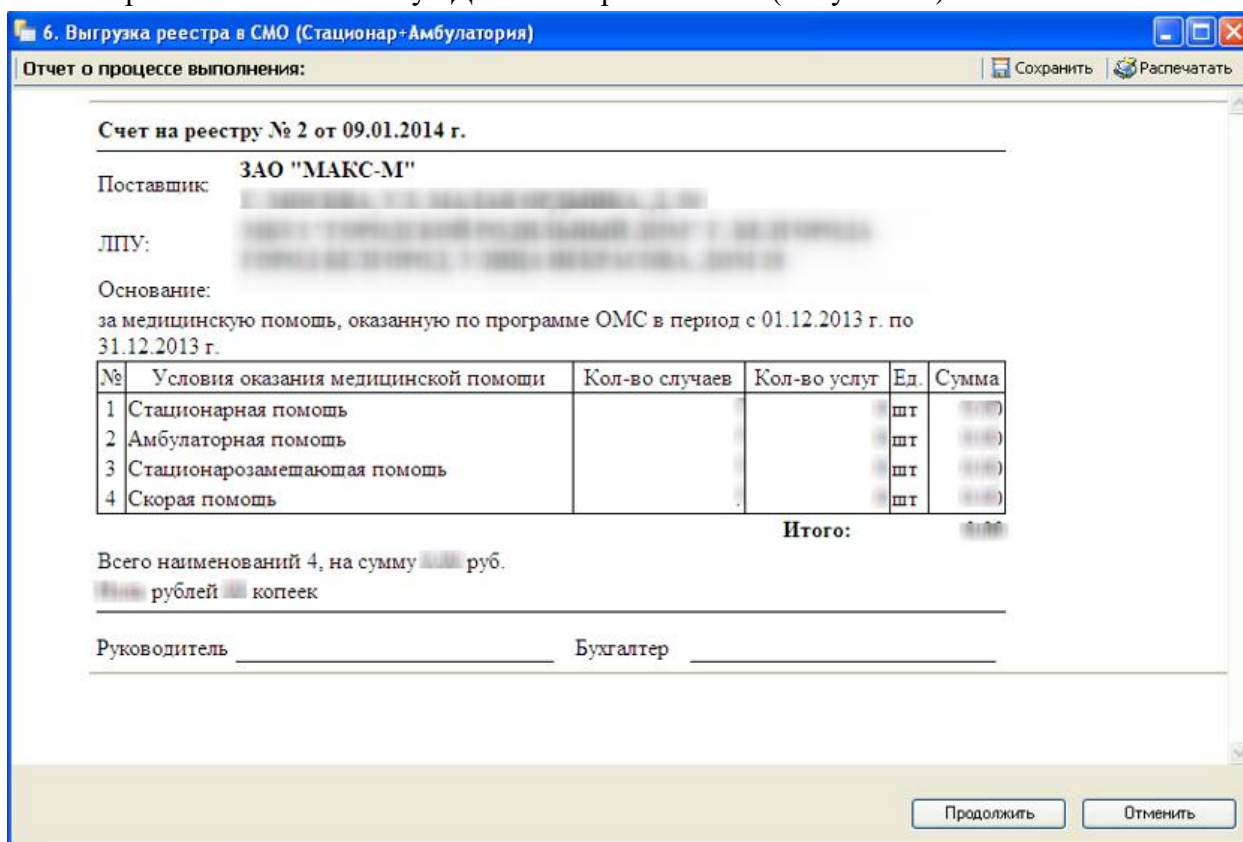 6. Выгрузка реестра в СМО (Стационар+Амбулатория)
Отчет о процессе выполнения: Сохранить Распечатать
Счет на реестру № 2 от 09.01.2014 г.
Поставщик: ЗАО "МАКС-М"
ЛПУ:
Основание:
за медицинскую помощь, оказанную по программе ОМС в период с 01.12.2013 г. по
31.12.2013 г.
№ Условия оказания медицинской помощи Кол-во случаев Кол-во услуг Ед. Сумма
1 Стационарная помощь шт
2 Амбулаторная помощь шт
3 Стационарозамещающая помощь шт
4 Скорая помощь шт
Итого:
Всего наименований 4, на сумму руб.
рублей копеек
Руководитель Бухгалтер
Продолжить Отменить